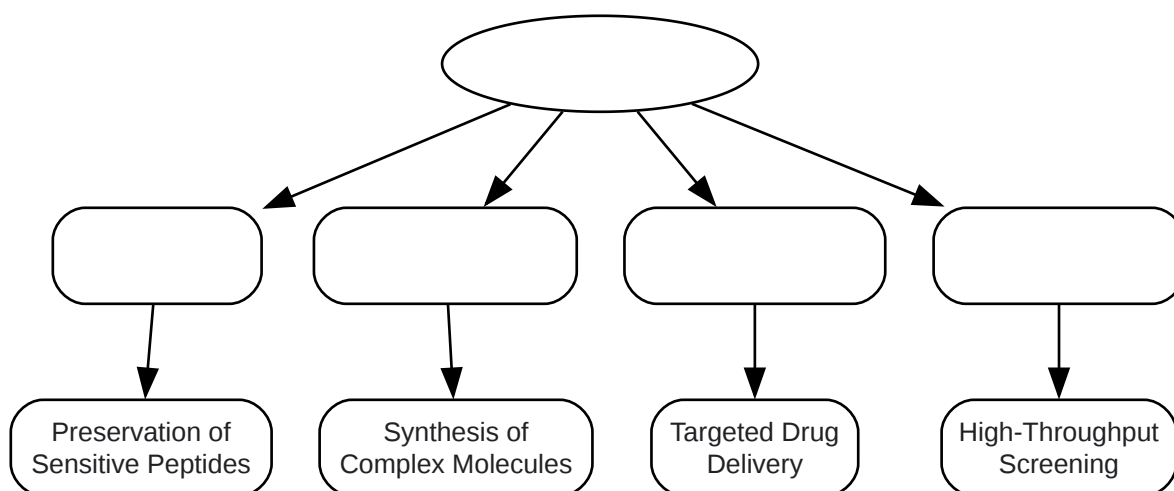 Preservation of
Sensitive Peptides
Synthesis of
Complex Molecules
Targeted Drug
Delivery
High-Throughput
Screening